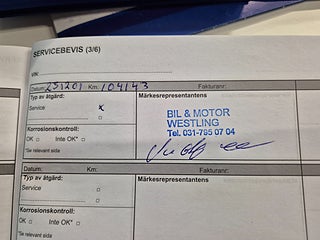 SERVICEBEVIS (3/6)
VIN:
Datum: 231201 Km: 104143 Fakturanr:
Typ av åtgärd: Märkesrepresentantens
Service x
BIL & MOTOR
WESTLING
Tel. 031-795 07 04
Korrosionskontroll:
OK Inte OK*
*Se relevant sida
Datum: Km: Fakturanr:
Typ av åtgärd: Märkesrepresentantens
Service
Korrosionskontroll:
OK Inte OK*
*Se relevant sida